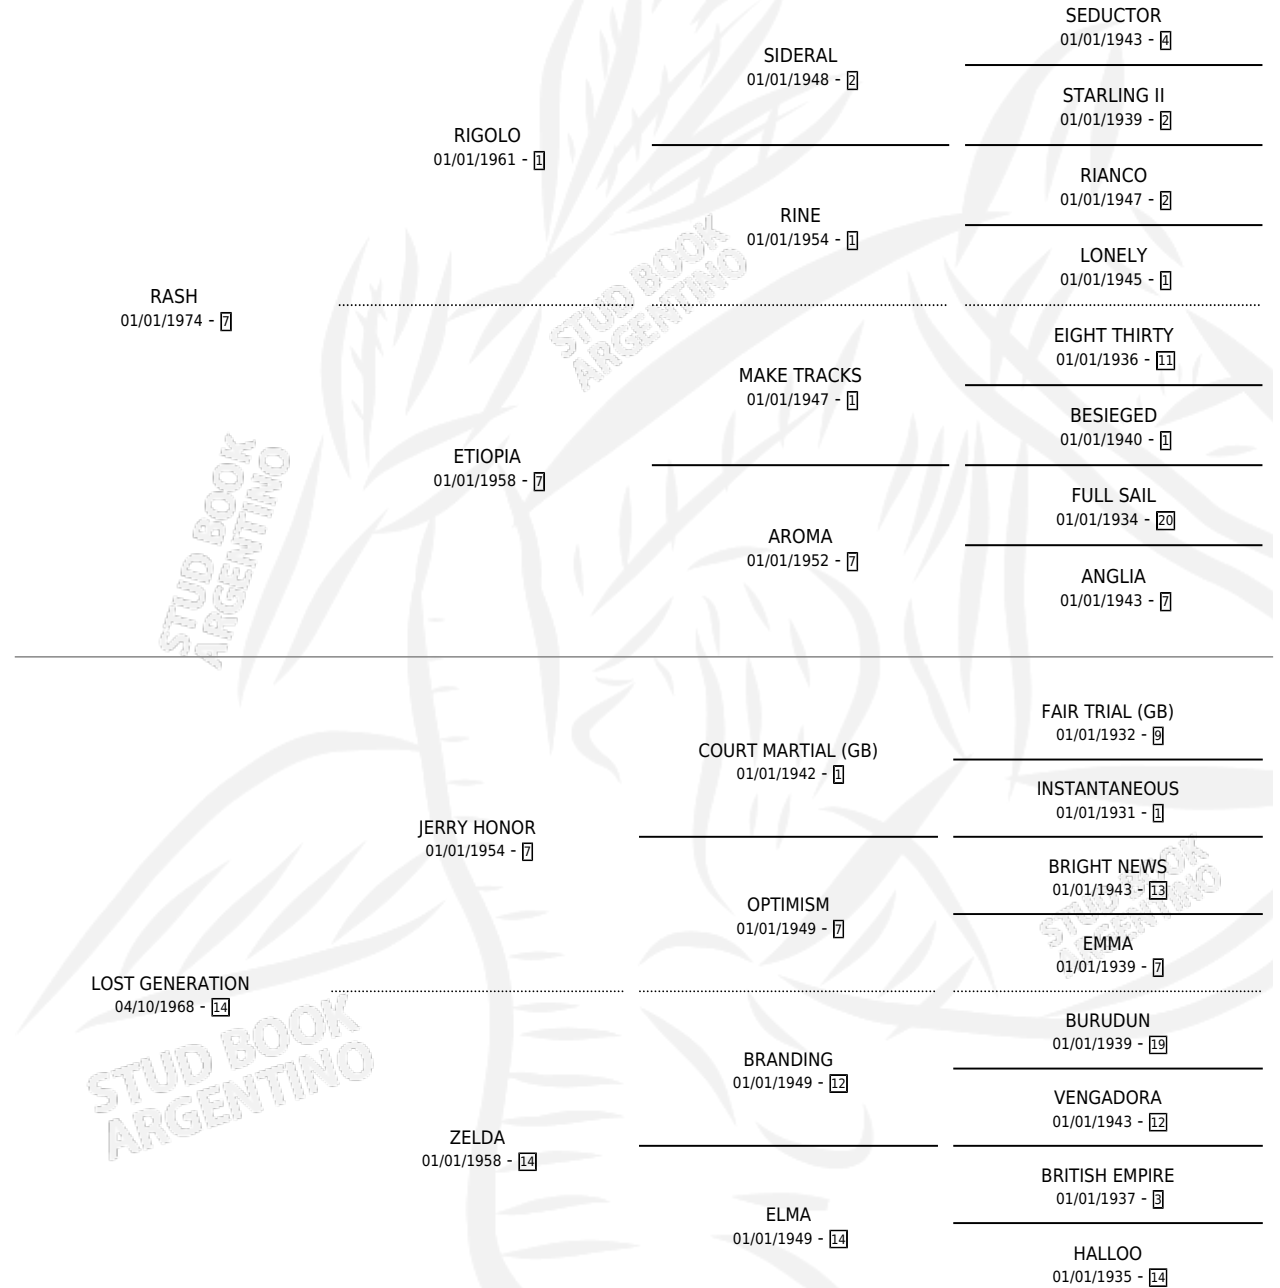 SEDUCTOR
01/01/1943 - 4
SIDERAL
01/01/1948 - 2
STARLING II
01/01/1939 - 2
RIGOLO
01/01/1961 - 1
RIANCO
01/01/1947 - 2
RINE
01/01/1954 - 1
LONELY
01/01/1945 - 1
RASH
01/01/1974 - 7
EIGHT THIRTY
01/01/1936 - 11
MAKE TRACKS
01/01/1947 - 1
BESIEGED
01/01/1940 - 1
ETIOPIA
01/01/1958 - 7
FULL SAIL
01/01/1934 - 20
AROMA
01/01/1952 - 7
ANGLIA
01/01/1943 - 7
STUD BOOK
ARGENTINO
STUD BOOK
ARGENTINO
FAIR TRIAL (GB)
01/01/1932 - 9
COURT MARTIAL (GB)
01/01/1942 - 1
INSTANTANEOUS
01/01/1931 - 1
JERRY HONOR
01/01/1954 - 7
BRIGHT NEWS
01/01/1943 - 13
OPTIMISM
01/01/1949 - 7
EMMA
01/01/1939 - 7
LOST GENERATION
04/10/1968 - 14
BURUDUN
01/01/1939 - 19
BRANDING
01/01/1949 - 12
VENGADORA
01/01/1943 - 12
ZELDA
01/01/1958 - 14
BRITISH EMPIRE
01/01/1937 - 3
ELMA
01/01/1949 - 14
HALLOO
01/01/1935 - 14
STUD BOOK
ARGENTINO
STUD BOOK
ARGENTINO